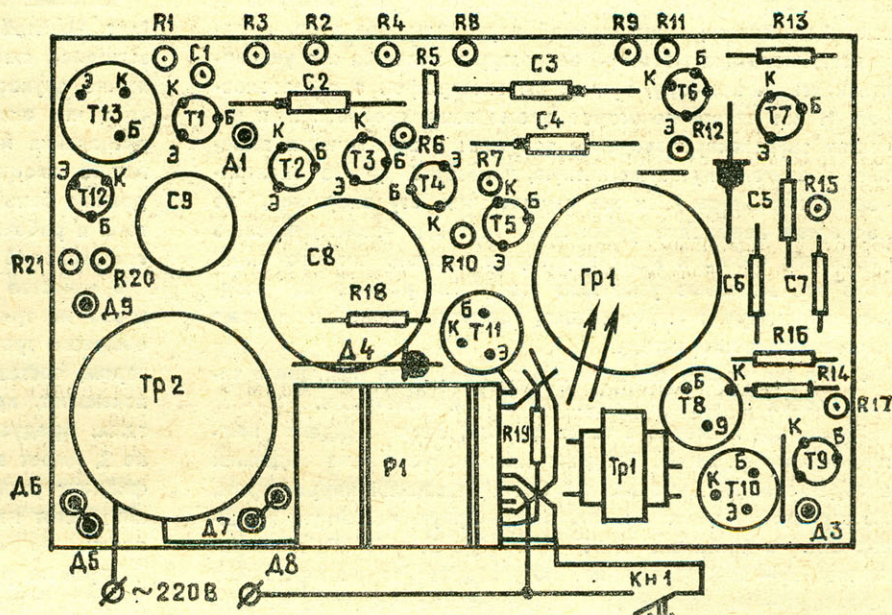 R1 R3 R2 R4 R8 R9 R11 R13
C1 R5 C3
Э К К C2 К Б К
T13 T1 Б T6 T7 Б
Б Э Д1 К К R6 C4 Э R12 Э
Э К T2 Б T3 Б Э R7
T12 Э Э Б T4 К C5 R15
Б C9 К T5 Б
R21 R20 C8 R10 Э Гр1 C6 C7
Д9 R18 Б
К T11 Э R16
Тр2 Д4 Б К R14
T8 R17
R19 9 К Б
Р1 Тр1 Б T9
Д6 К T10
Д7 Э Д3
Д5 Д8 Кн1
~220В